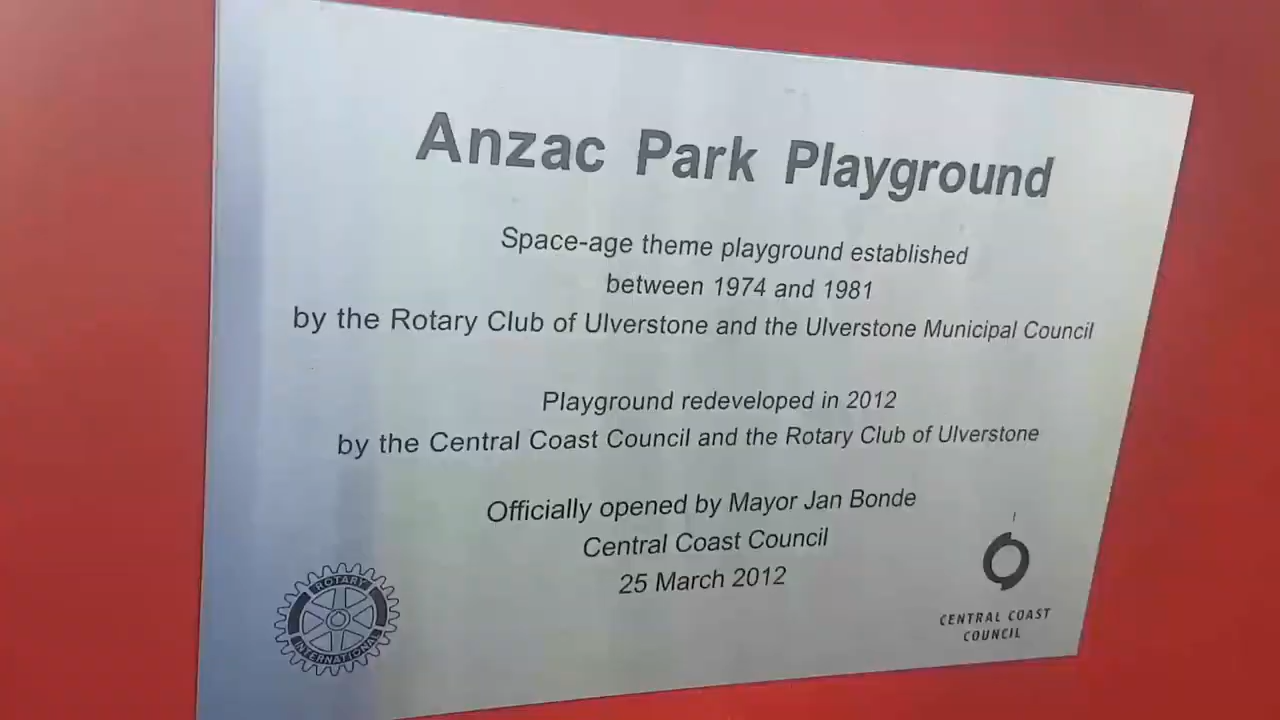 Anzac Park Playground
Space-age theme playground established
between 1974 and 1981
by the Rotary Club of Ulverstone and the Ulverstone Municipal Council
Playground redeveloped in 2012
by the Central Coast Council and the Rotary Club of Ulverstone
Officially opened by Mayor Jan Bonde
Central Coast Council
25 March 2012
ROTARY
INTERNATIONAL
CENTRAL COAST
COUNCIL